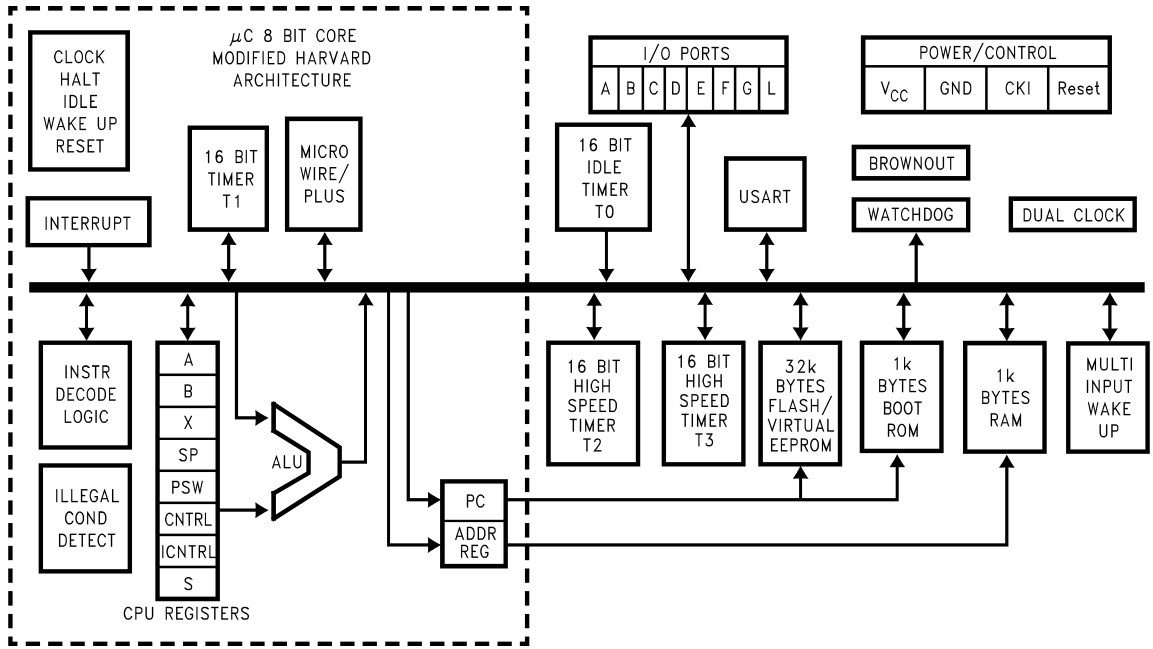 μC 8 BIT CORE
MODIFIED HARVARD
ARCHITECTURE
CLOCK
HALT
IDLE
WAKE UP
RESET
16 BIT
TIMER
T1
MICRO
WIRE/
PLUS
INTERRUPT
I/O PORTS
A B C D E F G L
POWER/CONTROL
VCC GND CKI Reset
16 BIT
IDLE
TIMER
T0
USART
BROWNOUT
WATCHDOG
DUAL CLOCK
INSTR
DECODE
LOGIC
ILLEGAL
COND
DETECT
A
B
X
SP
PSW
CNTRL
ICNTRL
S
CPU REGISTERS
ALU
PC
ADDR
REG
16 BIT
HIGH
SPEED
TIMER
T2
16 BIT
HIGH
SPEED
TIMER
T3
32k
BYTES
FLASH/
VIRTUAL
EEPROM
1k
BYTES
BOOT
ROM
1k
BYTES
RAM
MULTI
INPUT
WAKE
UP